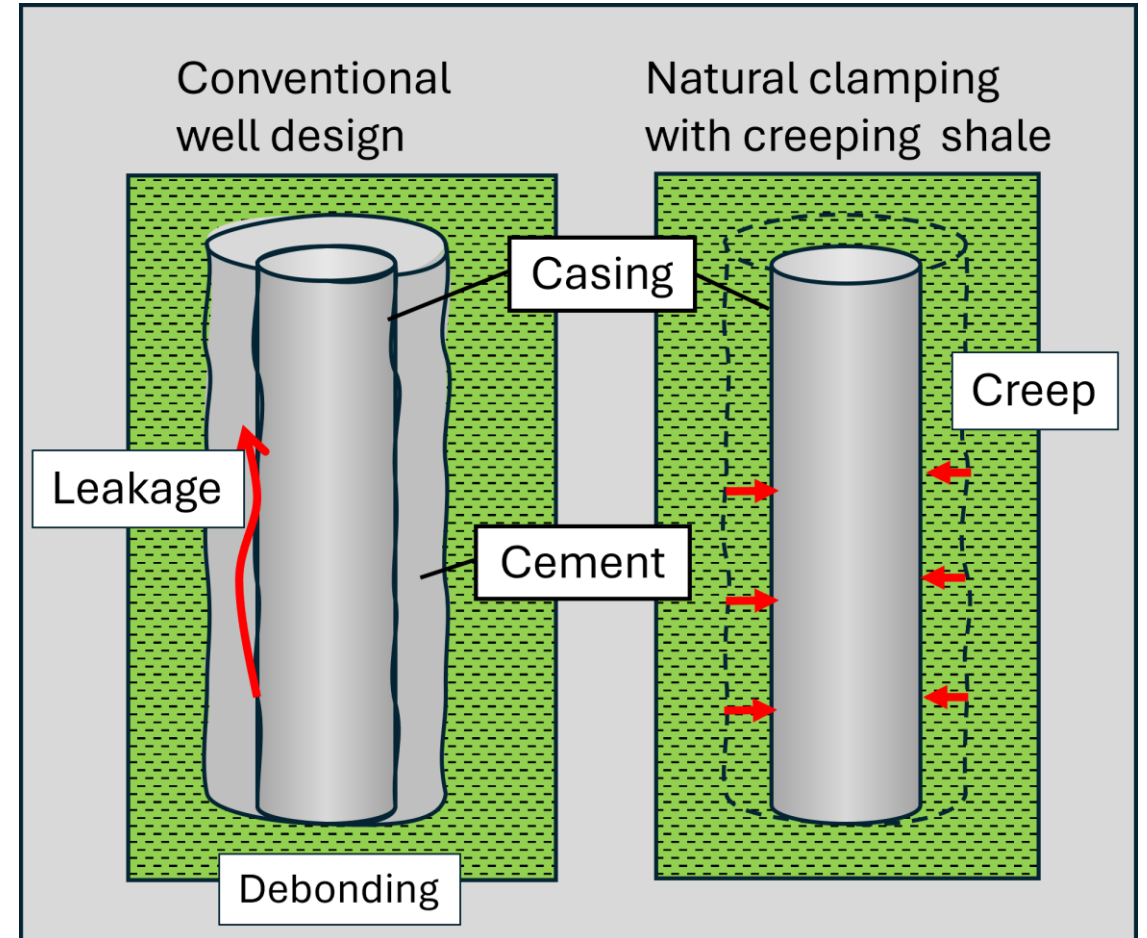 Conventional
well design
Natural clamping
with creeping shale
Casing
Creep
Leakage
Cement
Debonding